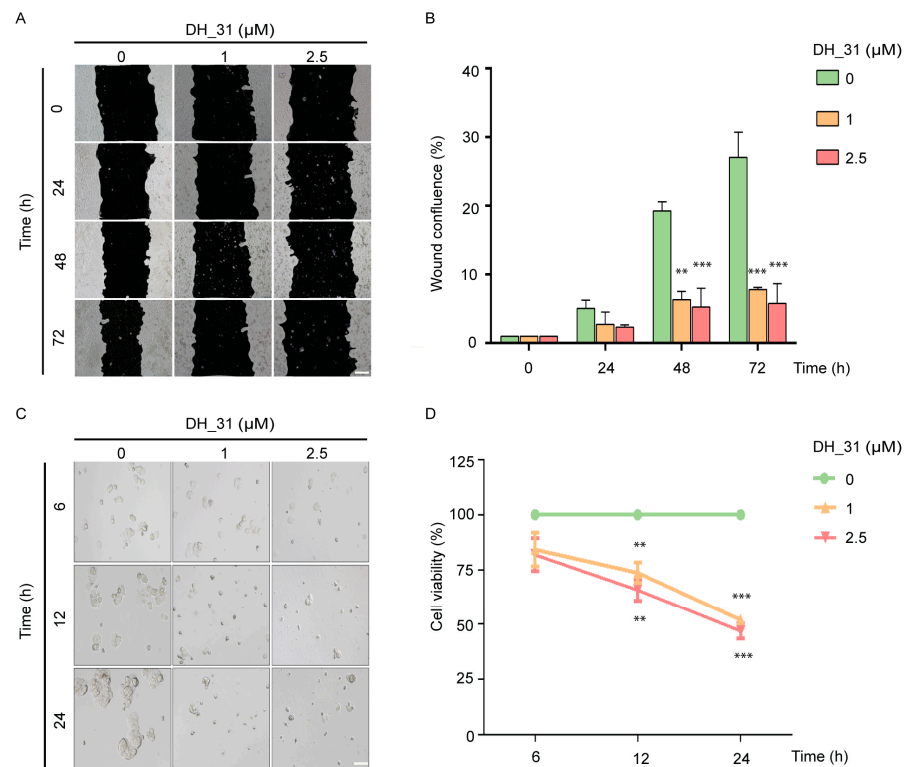 A
DH_31 (µM)
0 1 2.5
Time (h)
0
24
48
72
B
DH_31 (µM)
0
1
2.5
Wound confluence (%)
40
30
20
10
0
** *** *** ***
0 24 48 72 Time (h)
C
DH_31 (µM)
0 1 2.5
Time (h)
6
12
24
D
DH_31 (µM)
0
1
2.5
Cell viability (%)
125
100
75
50
25
0
**
***
**
***
6 12 24 Time (h)